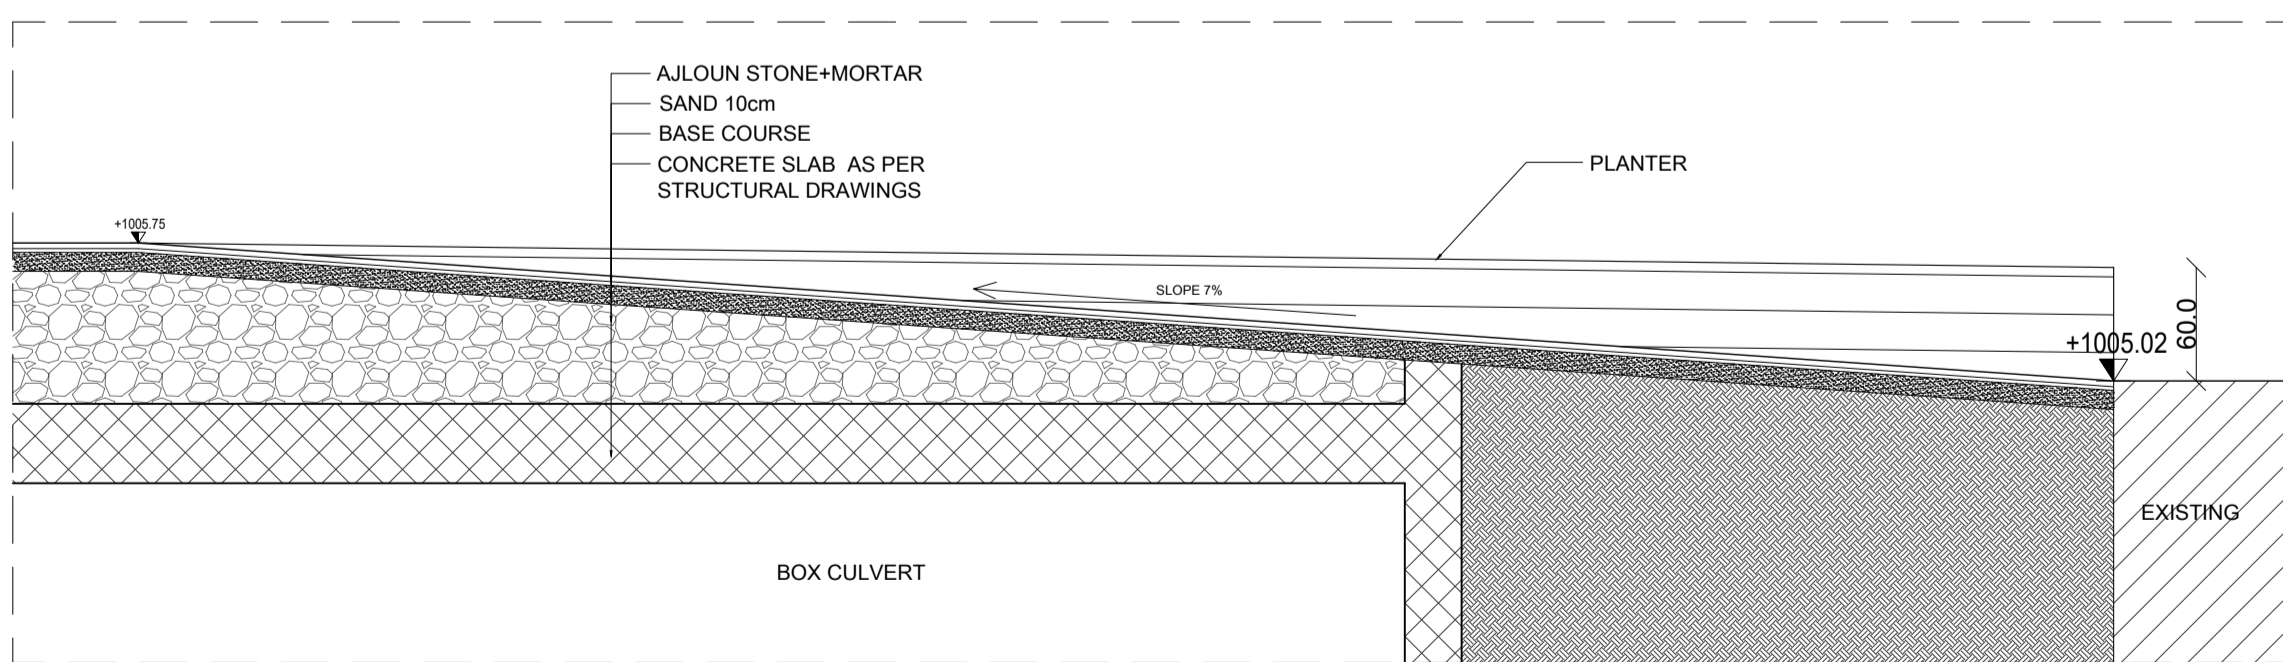 AJLOUN STONE+MORTAR
SAND 10cm
BASE COURSE
CONCRETE SLAB AS PER
STRUCTURAL DRAWINGS
PLANTER
+1005.75
SLOPE 7%
60.0
+1005.02
EXISTING
BOX CULVERT